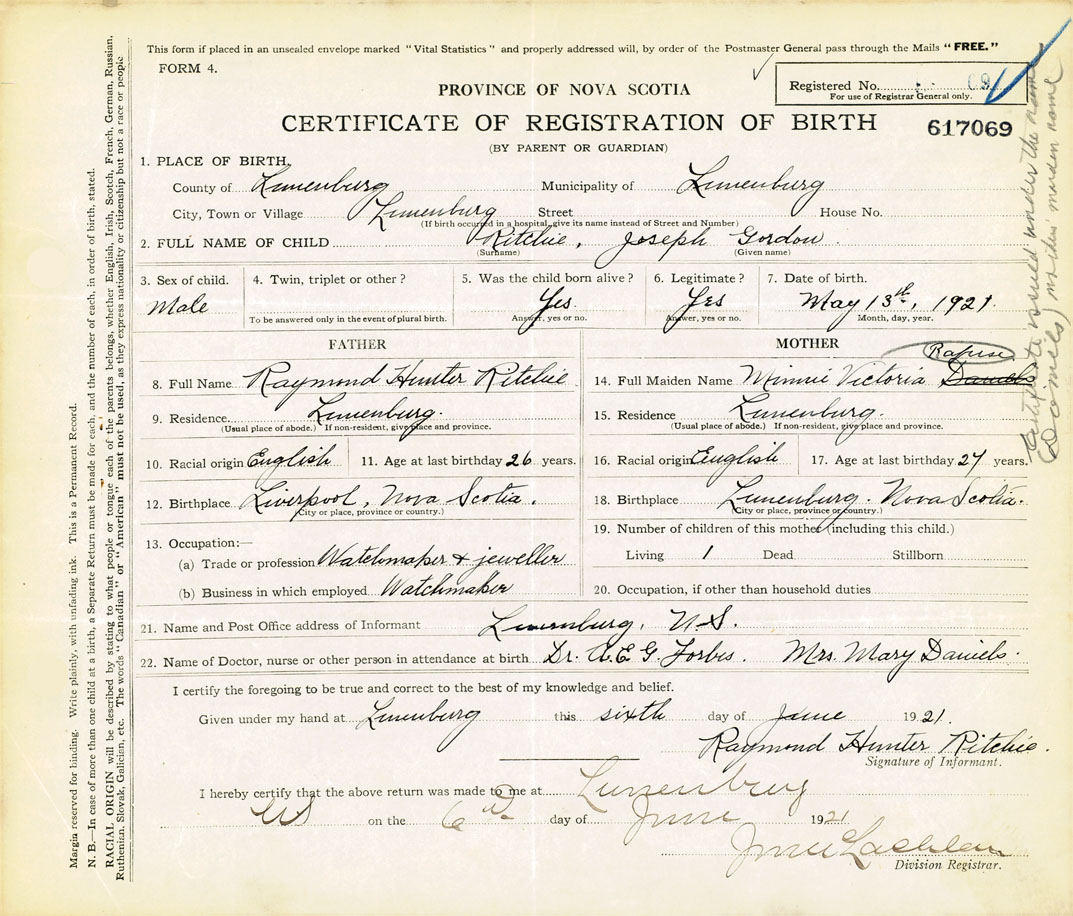 This form if placed in an unsealed envelope marked "Vital Statistics" and properly addressed will, by order of the Postmaster General pass through the Mails "FREE."
FORM 4.
Registered No.
For use of Registrar General only.
PROVINCE OF NOVA SCOTIA
CERTIFICATE OF REGISTRATION OF BIRTH
617069
(BY PARENT OR GUARDIAN)
1. PLACE OF BIRTH,
County of Lunenburg Municipality of Lunenburg
City, Town or Village Lunenburg Street House No.
(If birth occurred in a hospital, give its name instead of Street and Number)
2. FULL NAME OF CHILD Ritchie, Joseph Gordon.
(Surname) (Given name)
3. Sex of child. 4. Twin, triplet or other? 5. Was the child born alive? 6. Legitimate? 7. Date of birth.
Male Yes. Yes May 13th, 1921
To be answered only in the event of plural birth. Answer, yes or no. Answer, yes or no. Month, day, year.
FATHER
8. Full Name Raymond Hunter Ritchie
9. Residence Lunenburg.
(Usual place of abode.) If non-resident, give place and province.
10. Racial origin English 11. Age at last birthday 26 years.
12. Birthplace Liverpool, Nova Scotia.
(City or place, province or country.)
13. Occupation:—
(a) Trade or profession Watchmaker & jeweller
(b) Business in which employed Watchmaker
MOTHER
14. Full Maiden Name Minnie Victoria Daniels
15. Residence Lunenburg.
(Usual place of abode.) If non-resident, give place and province.
16. Racial origin English 17. Age at last birthday 27 years.
18. Birthplace Lunenburg. Nova Scotia.
(City or place, province or country.)
19. Number of children of this mother (including this child.)
Living 1 Dead Stillborn
20. Occupation, if other than household duties
21. Name and Post Office address of Informant Lunenburg, N.S.
22. Name of Doctor, nurse or other person in attendance at birth Dr. A.E.G. Forbes. Mrs. Mary Daniels.
I certify the foregoing to be true and correct to the best of my knowledge and belief.
Given under my hand at Lunenburg this sixth day of June 1921.
Raymond Hunter Ritchie.
Signature of Informant.
I hereby certify that the above return was made to me at Lunenburg
NS on the 6th day of June 1921
Division Registrar.
Margin reserved for binding. Write plainly, with unfading ink. This is a Permanent Record.
N. B.—In case of more than one child at a birth, a Separate Return must be made for each, and the number of each, in order of birth, stated.
RACIAL ORIGIN will be described by stating to what people or tongue each of the parents belongs, whether English, Irish, Scotch, French, German, Russian,
Ruthenian, Slovak, Galician, etc. The words "Canadian" or "American" must not be used, as they express nationality or citizenship but not a race or people
Certificate issued under the name
(Daniels) mothers maiden name